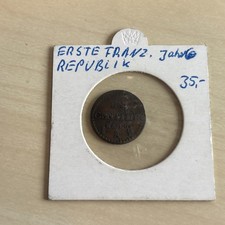 ERSTE FRANZ. Jahr 6
REPUBLIK
35,-